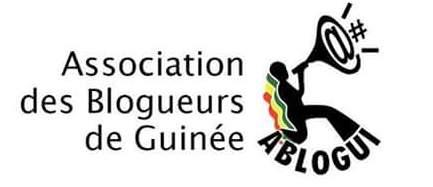 Association
des Blogueurs
de Guinée
@#
ABLOGUI